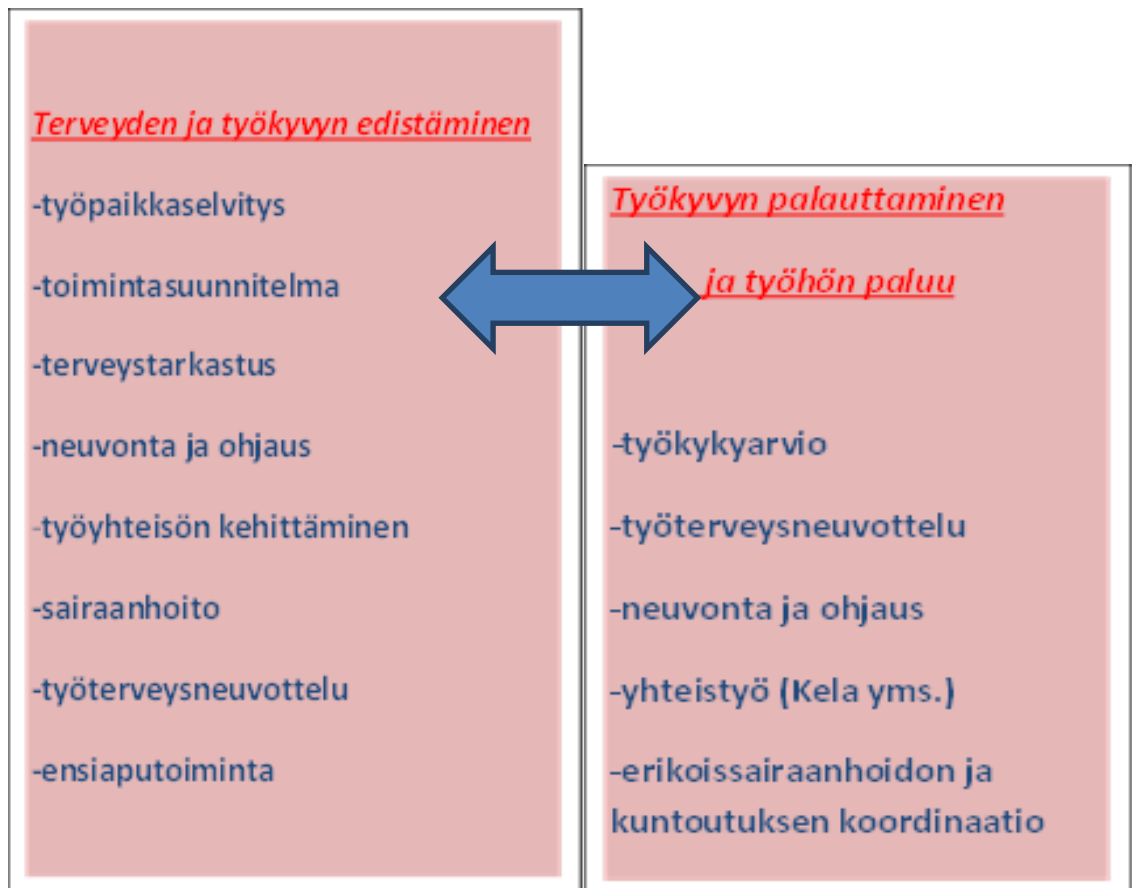 Terveyden ja työkyvyn edistäminen
-työpaikkaselvitys
-toimintasuunnitelma
-terveystarkastus
-neuvonta ja ohjaus
-työyhteisön kehittäminen
-sairaanhoito
-työterveysneuvottelu
-ensiaputoiminta
Työkyvyn palauttaminen
ja työhön paluu
-työkykyarvio
-työterveysneuvottelu
-neuvonta ja ohjaus
-yhteistyö (Kela yms.)
-erikoissairaanhoidon ja
kuntoutuksen koordinaatio